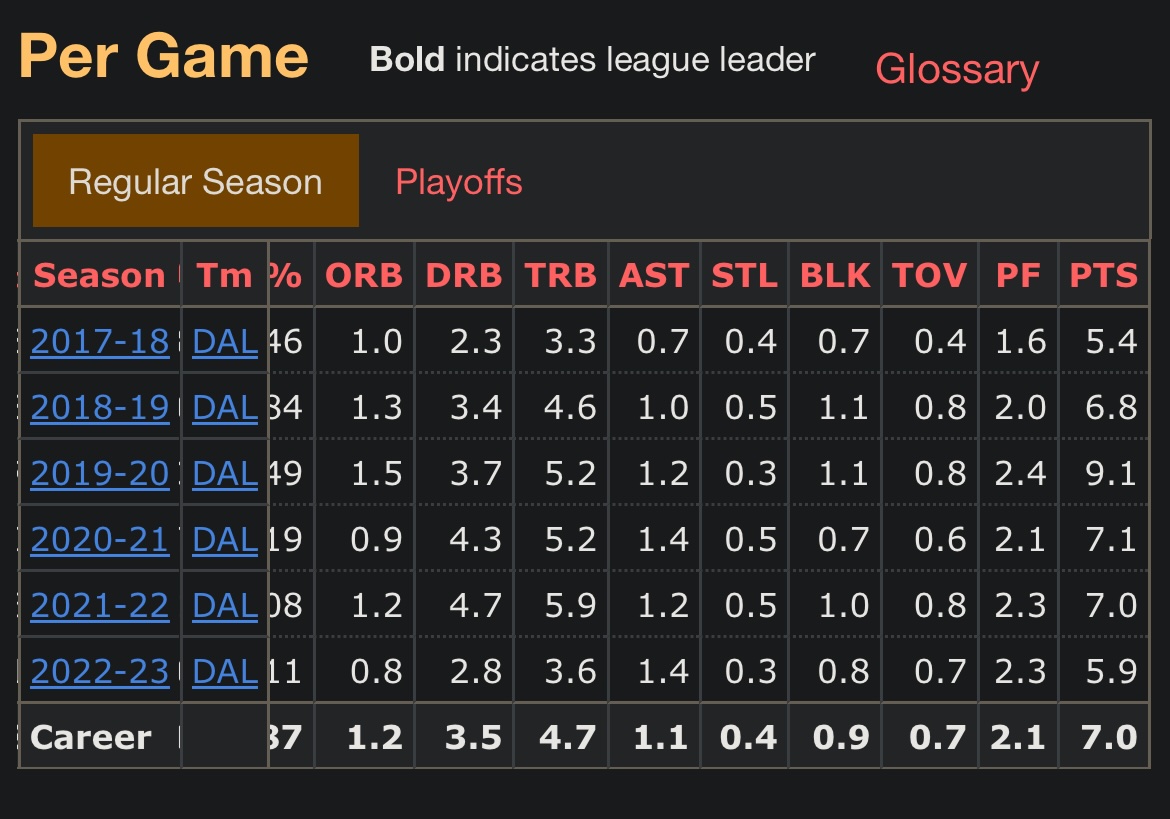 Per Game Bold indicates league leader Glossary
Regular Season Playoffs
Season Tm % ORB DRB TRB AST STL BLK TOV PF PTS
2017-18 DAL 46 1.0 2.3 3.3 0.7 0.4 0.7 0.4 1.6 5.4
2018-19 DAL 84 1.3 3.4 4.6 1.0 0.5 1.1 0.8 2.0 6.8
2019-20 DAL 49 1.5 3.7 5.2 1.2 0.3 1.1 0.8 2.4 9.1
2020-21 DAL 19 0.9 4.3 5.2 1.4 0.5 0.7 0.6 2.1 7.1
2021-22 DAL 08 1.2 4.7 5.9 1.2 0.5 1.0 0.8 2.3 7.0
2022-23 DAL 11 0.8 2.8 3.6 1.4 0.3 0.8 0.7 2.3 5.9
Career 37 1.2 3.5 4.7 1.1 0.4 0.9 0.7 2.1 7.0